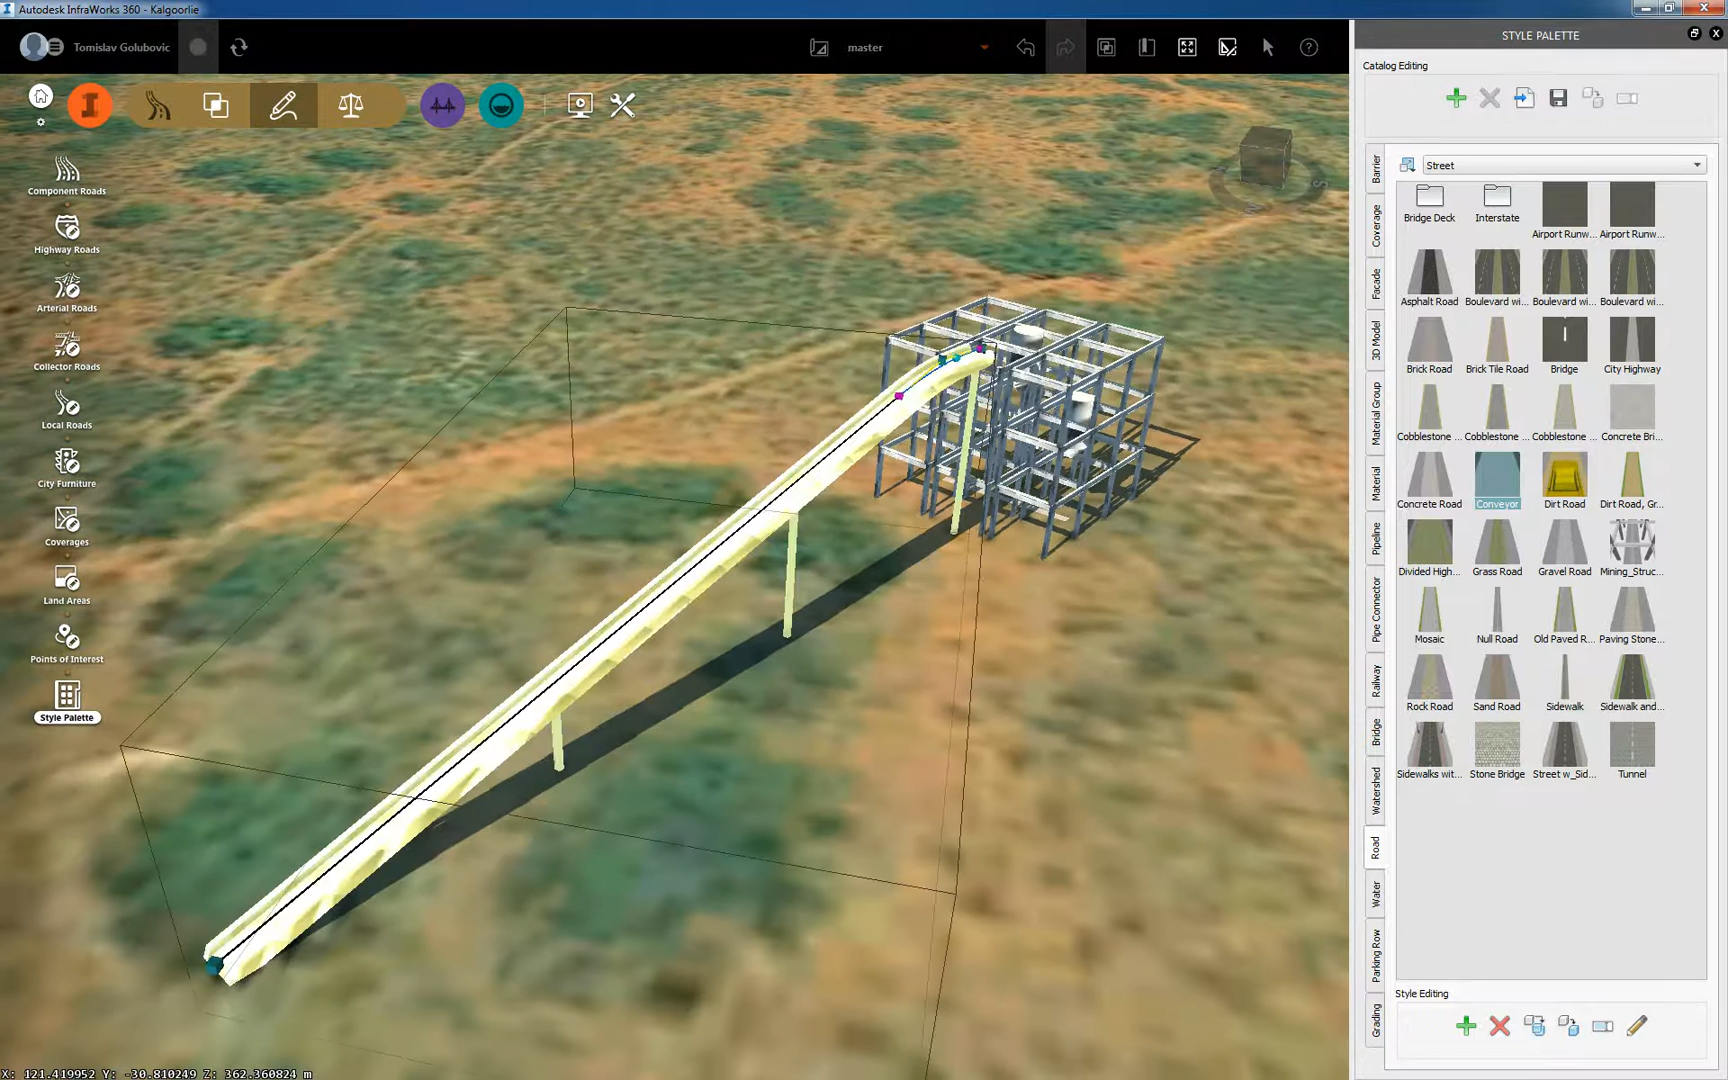 Autodesk InfraWorks 360 - Kalgoorlie
Tomislav Golubovic
master
STYLE PALETTE
Catalog Editing
Street
Component Roads
Highway Roads
Arterial Roads
Collector Roads
Local Roads
City Furniture
Coverages
Land Areas
Points of Interest
Style Palette
Barrier
Coverage
Facade
3D Model
Material Group
Material
Pipeline
Pipe Connector
Railway
Bridge
Watershed
Road
Water
Parking Row
Grading
Bridge Deck
Interstate
Airport Runw...
Airport Runw...
Asphalt Road
Boulevard wi...
Boulevard wi...
Boulevard wi...
Brick Road
Brick Tile Road
Bridge
City Highway
Cobblestone ...
Cobblestone ...
Cobblestone ...
Concrete Bri...
Concrete Road
Conveyor
Dirt Road
Dirt Road, Gr...
Divided High...
Grass Road
Gravel Road
Mining_Struc...
Mosaic
Null Road
Old Paved R...
Paving Stone...
Rock Road
Sand Road
Sidewalk
Sidewalk and...
Sidewalks wit...
Stone Bridge
Street w_Sid...
Tunnel
Style Editing
X: 121.419952 Y: -30.810249 Z: 362.360824 m